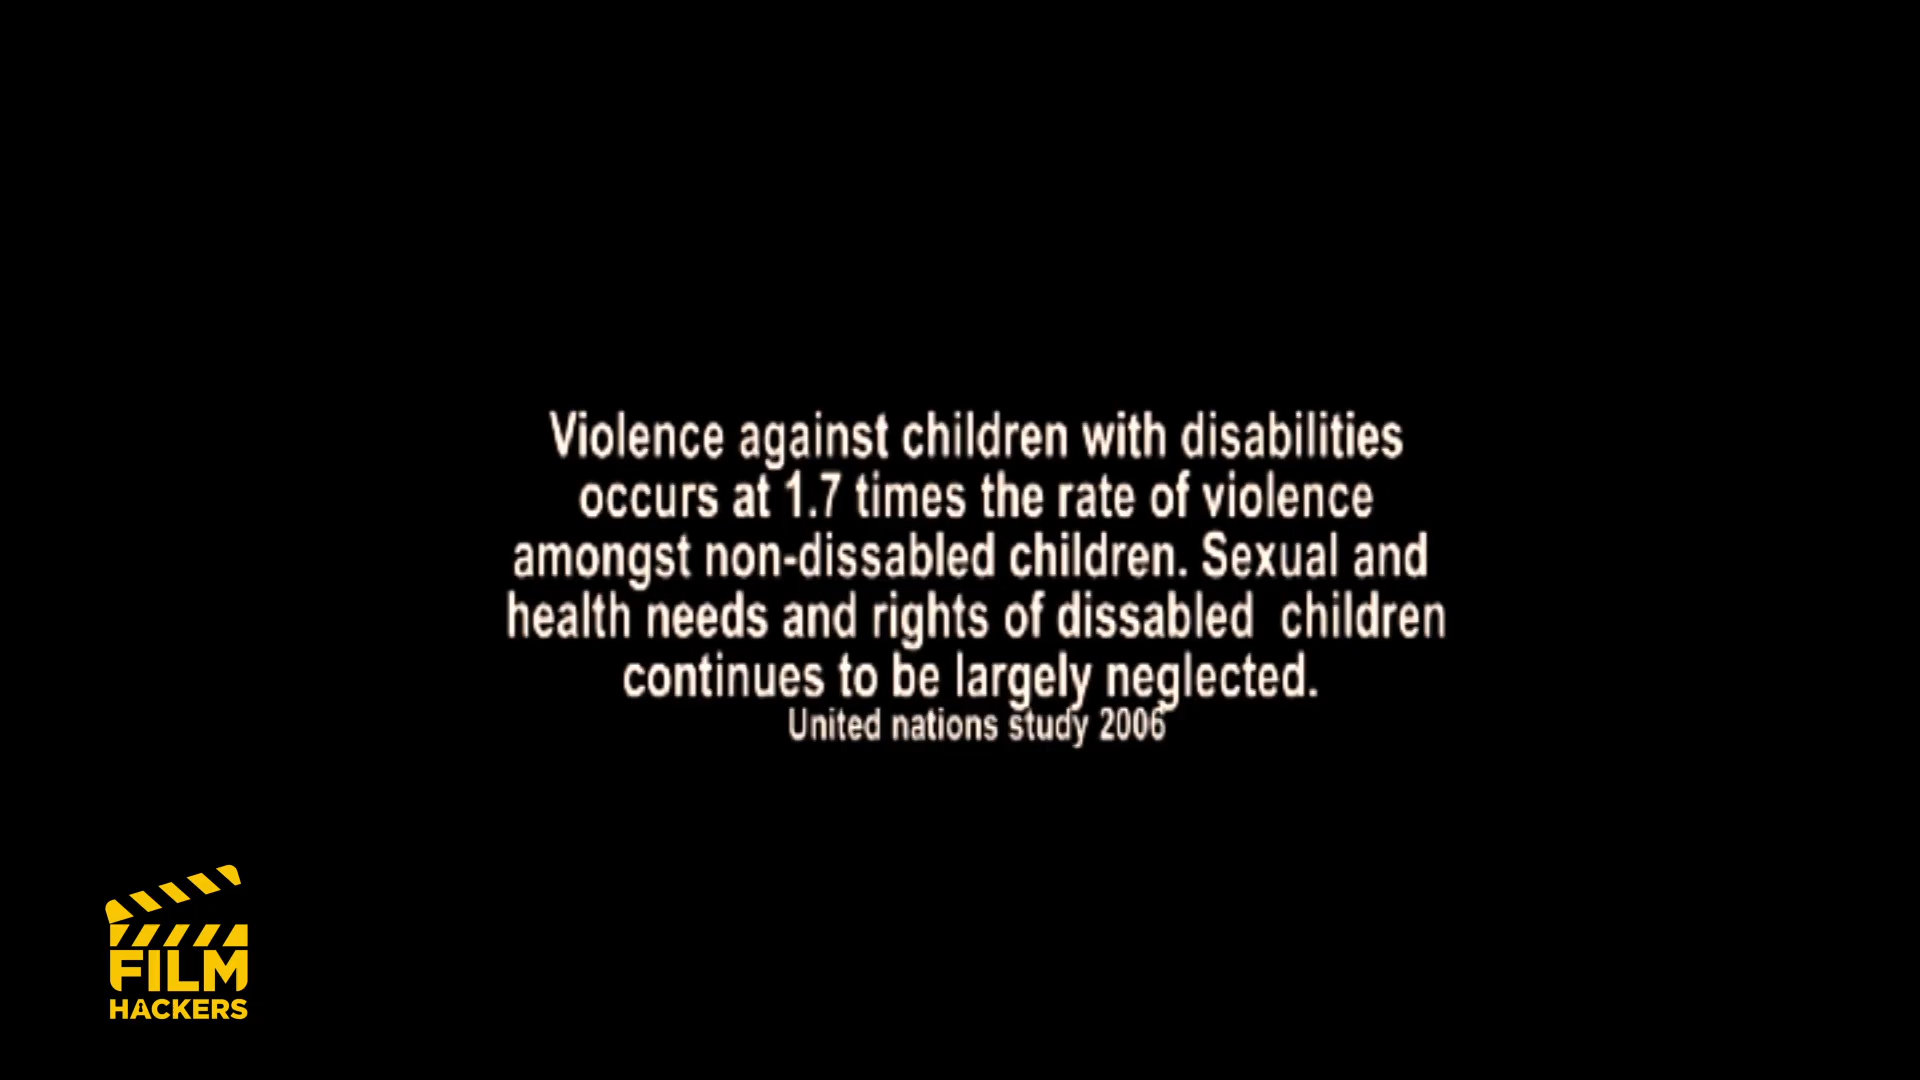 Violence against children with disabilities
occurs at 1.7 times the rate of violence
amongst non-dissabled children. Sexual and
health needs and rights of dissabled  children
continues to be largely neglected.
United nations study 2006
FILM
HACKERS